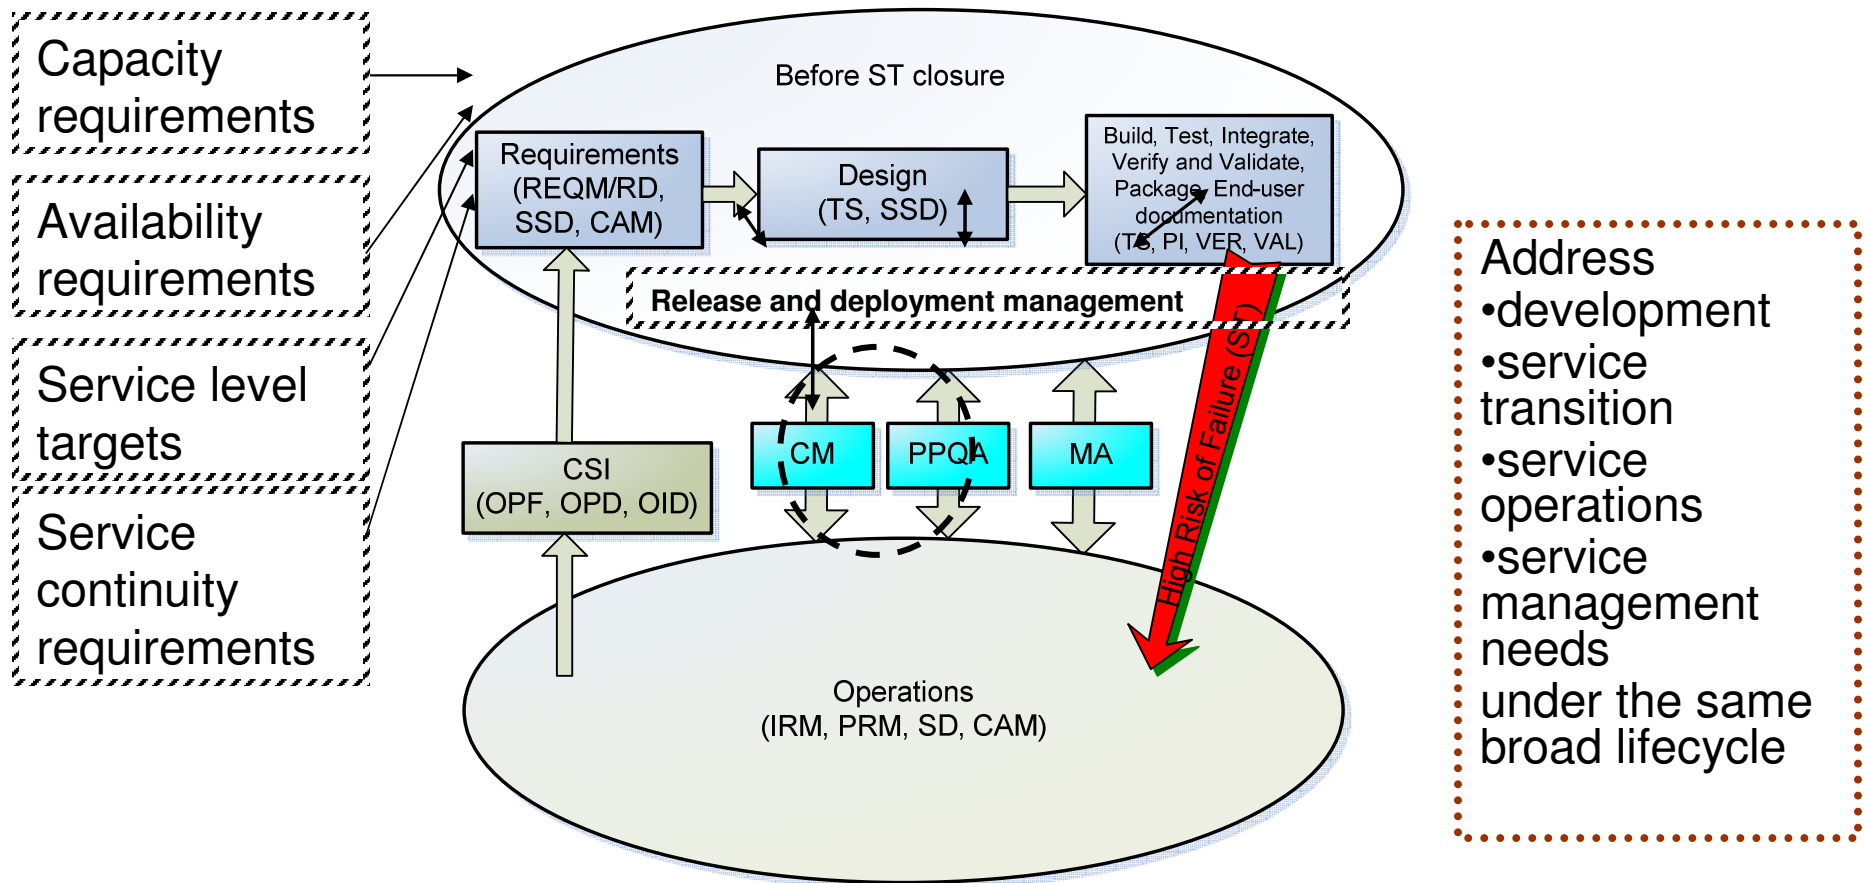 Capacity
requirements
Availability
requirements
Service level
targets
Service
continuity
requirements
Before ST closure
Requirements
(REQM/RD,
SSD, CAM)
Design
(TS, SSD)
Build, Test, Integrate,
Verify and Validate,
Package, End-user
documentation
(TS, PI, VER, VAL)
Release and deployment management
High Risk of Failure (ST)
CSI
(OPF, OPD, OID)
CM
PPQA
MA
Operations
(IRM, PRM, SD, CAM)
Address
•development
•service
transition
•service
operations
•service
management
needs
under the same
broad lifecycle